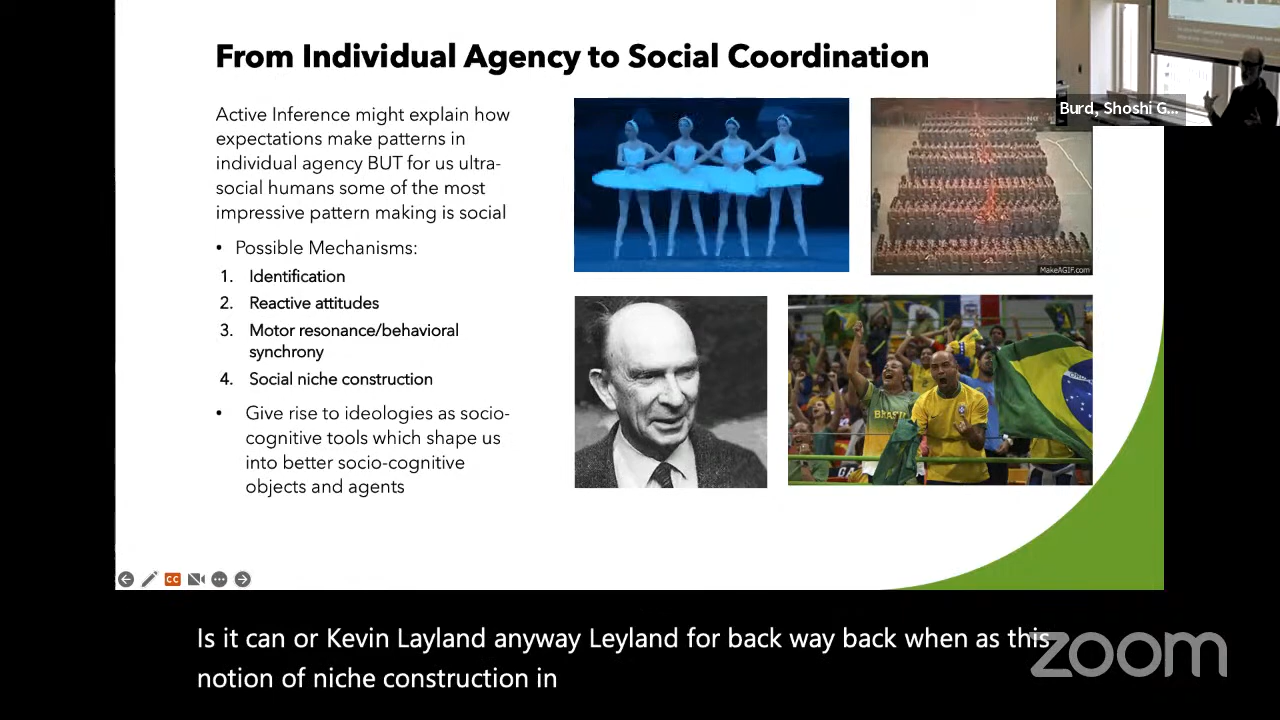 From Individual Agency to Social Coordination
Active Inference might explain how
expectations make patterns in
individual agency BUT for us ultra-
social humans some of the most
impressive pattern making is social
• Possible Mechanisms:
1. Identification
2. Reactive attitudes
3. Motor resonance/behavioral
synchrony
4. Social niche construction
• Give rise to ideologies as socio-
cognitive tools which shape us
into better socio-cognitive
objects and agents
Burd, Shoshi G...
MakeAGIF.com
BRASIL
CC
Is it can or Kevin Layland anyway Leyland for back way back when as this
notion of niche construction in
zoom